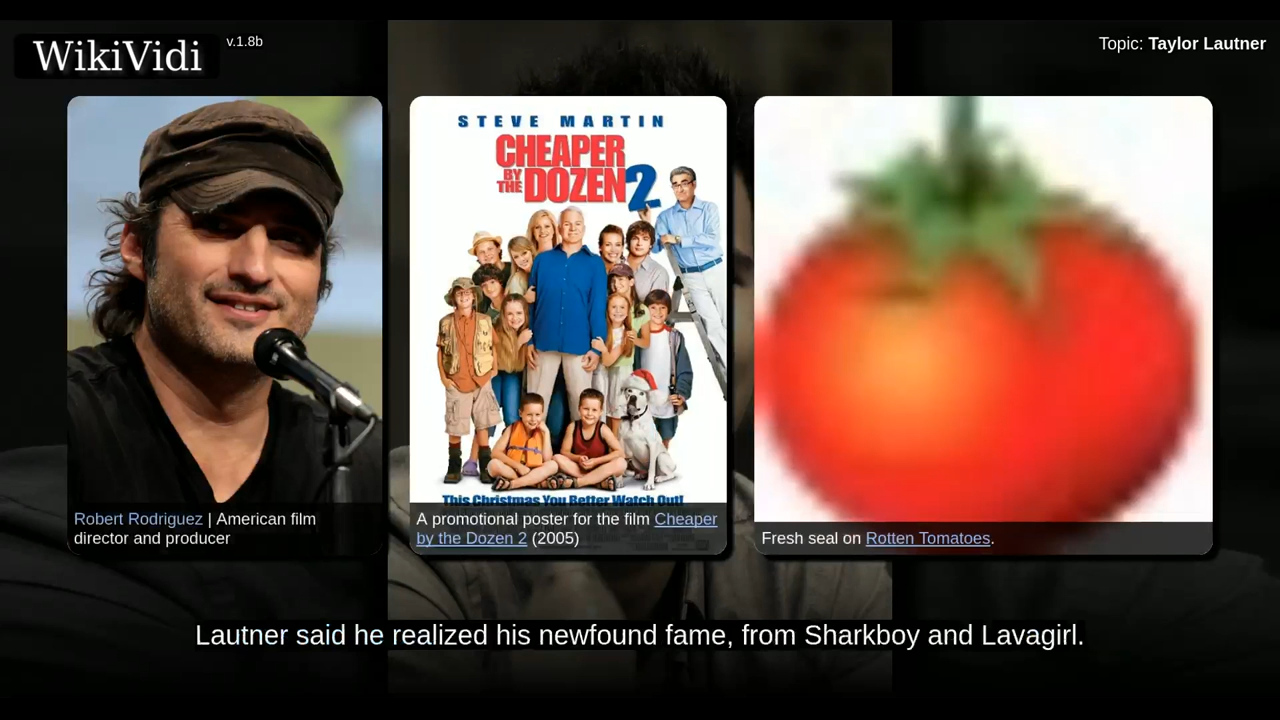 WikiVidi
v.1.8b
Topic: Taylor Lautner
STEVE MARTIN
CHEAPER
BY
THE
DOZEN
2
This Christmas You Better Watch Out!
Robert Rodriguez | American film
director and producer
A promotional poster for the film Cheaper
by the Dozen 2 (2005)
Fresh seal on Rotten Tomatoes.
Lautner said he realized his newfound fame, from Sharkboy and Lavagirl.